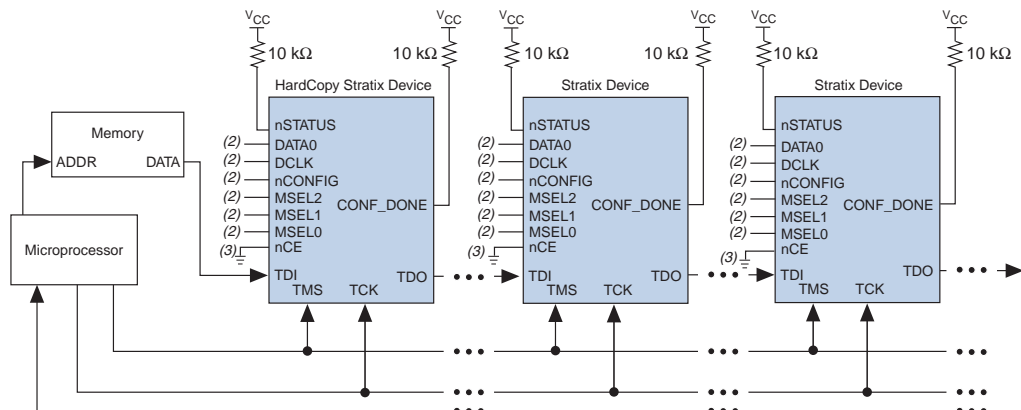 VCC VCC VCC VCC VCC VCC
10 kΩ 10 kΩ 10 kΩ 10 kΩ 10 kΩ 10 kΩ
HardCopy Stratix Device
Stratix Device
Stratix Device
Memory
ADDR DATA
Microprocessor
nSTATUS
(2) DATA0
(2) DCLK
(2) nCONFIG
(2) MSEL2
(2) MSEL1
(2) MSEL0
(3) nCE
CONF_DONE
TDI
TDO
TMS TCK
nSTATUS
(2) DATA0
(2) DCLK
(2) nCONFIG
(2) MSEL2
(2) MSEL1
(2) MSEL0
(3) nCE
CONF_DONE
TDI
TDO
TMS TCK
nSTATUS
(2) DATA0
(2) DCLK
(2) nCONFIG
(2) MSEL2
(2) MSEL1
(2) MSEL0
(3) nCE
CONF_DONE
TDI
TDO
TMS TCK